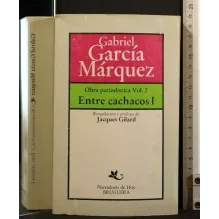 Gabriel
García
Márquez
Obra periodística Vol. 2
Entre cachacos I
Recopilación y prólogo de
Jacques Gilard
Narradores de Hoy
BRUGUERA